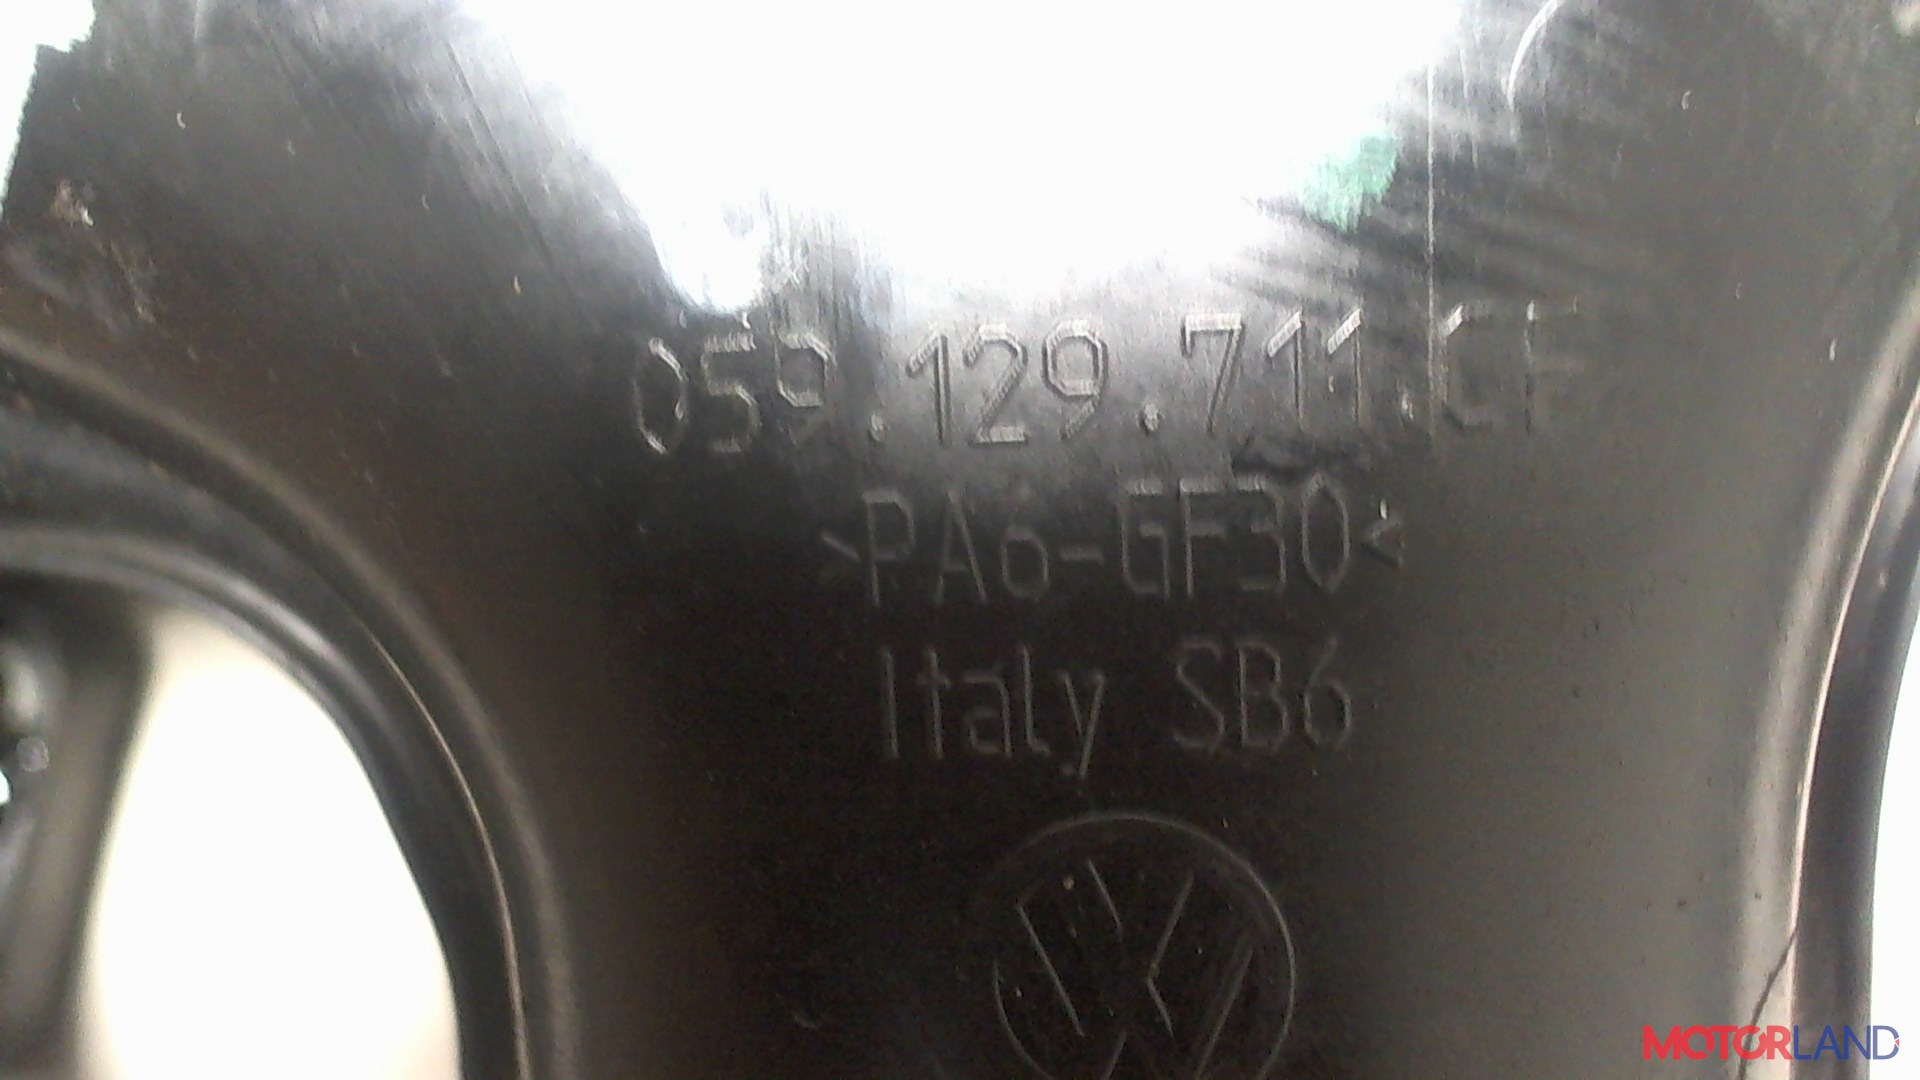 059.129.711.CF
>PA6-GF30<
Italy SB6
MOTORLAND